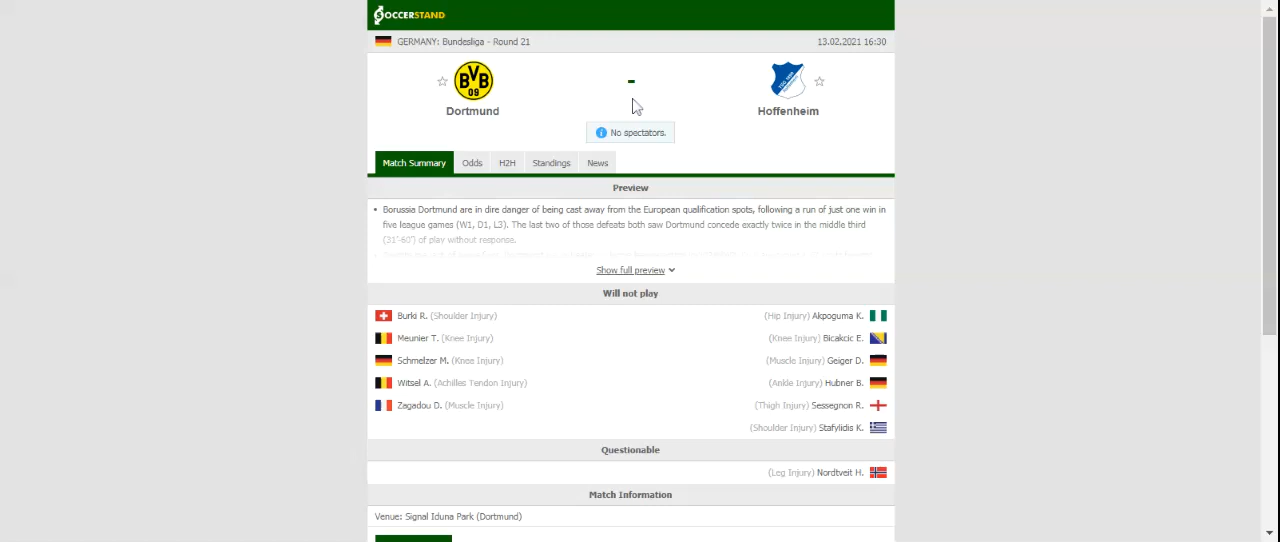 SOCCERSTAND
GERMANY: Bundesliga - Round 21 13.02.2021 16:30
BVB
09
Dortmund - Hoffenheim
No spectators.
Match Summary Odds H2H Standings News
Preview
• Borussia Dortmund are in dire danger of being cast away from the European qualification spots, following a run of just one win in
five league games (W1, D1, L3). The last two of those defeats both saw Dortmund concede exactly twice in the middle third
(31'-60') of play without response.
Show full preview
Will not play
Burki R. (Shoulder Injury) (Hip Injury) Akpoguma K.
Meunier T. (Knee Injury) (Knee Injury) Bicakcic E.
Schmelzer M. (Knee Injury) (Muscle Injury) Geiger D.
Witsel A. (Achilles Tendon Injury) (Ankle Injury) Hubner B.
Zagadou D. (Muscle Injury) (Thigh Injury) Sessegnon R.
(Shoulder Injury) Stafylidis K.
Questionable
(Leg Injury) Nordtveit H.
Match Information
Venue: Signal Iduna Park (Dortmund)